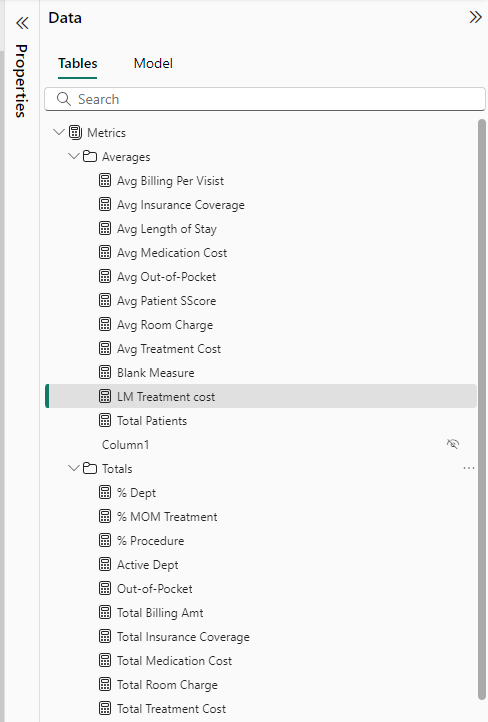 Properties
Data
Tables
Model
Search
Metrics
Averages
Avg Billing Per Visist
Avg Insurance Coverage
Avg Length of Stay
Avg Medication Cost
Avg Out-of-Pocket
Avg Patient SScore
Avg Room Charge
Avg Treatment Cost
Blank Measure
LM Treatment cost
Total Patients
Column1
Totals
% Dept
% MOM Treatment
% Procedure
Active Dept
Out-of-Pocket
Total Billing Amt
Total Insurance Coverage
Total Medication Cost
Total Room Charge
Total Treatment Cost